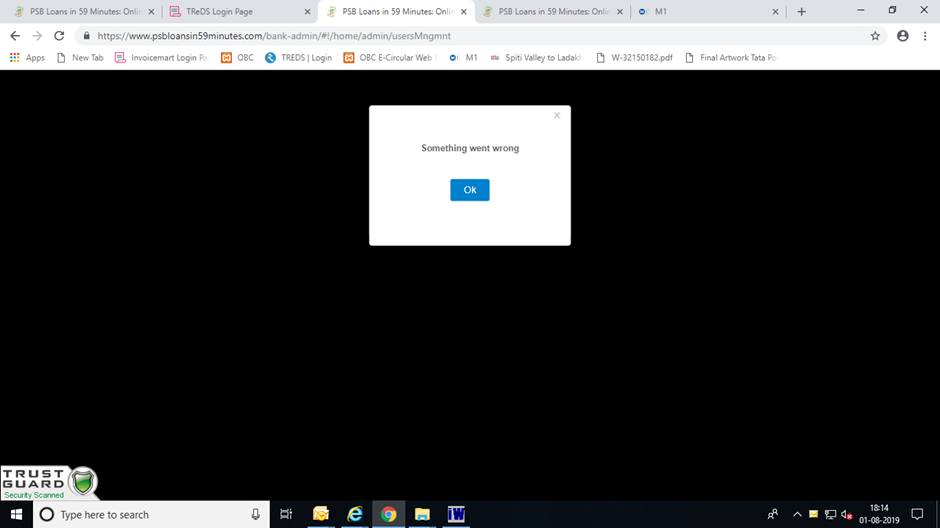 PSB Loans in 59 Minutes: Onlin
TReDS Login Page
PSB Loans in 59 Minutes: Onlin
PSB Loans in 59 Minutes: Onlin
M1
https://www.psbloansin59minutes.com/bank-admin/#!/home/admin/usersMngmnt
Apps
New Tab
Invoicemart Login Pa
OBC
TREDS | Login
OBC E-Circular Web
M1
Spiti Valley to Ladakh
W-32150182.pdf
Final Artwork Tata Po
X
Something went wrong
Ok
TRUST
GUARD
Security Scanned
Type here to search
18:14
01-08-2019